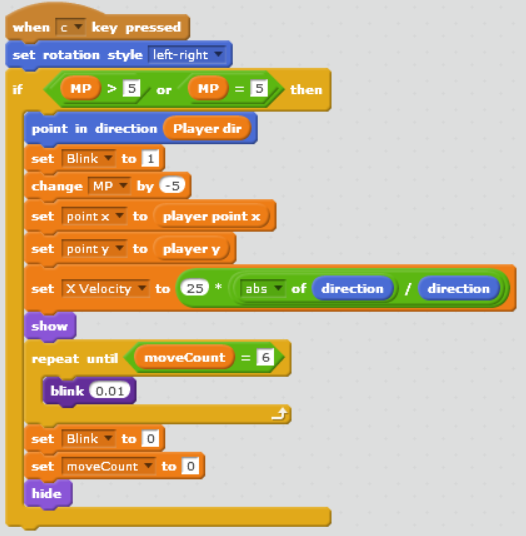 when c key pressed
set rotation style left-right
if MP > 5 or MP = 5 then
point in direction Player dir
set Blink to 1
change MP by -5
set point x to player point x
set point y to player y
set X Velocity to 25 * abs of direction / direction
show
repeat until moveCount = 6
blink 0.01
set Blink to 0
set moveCount to 0
hide